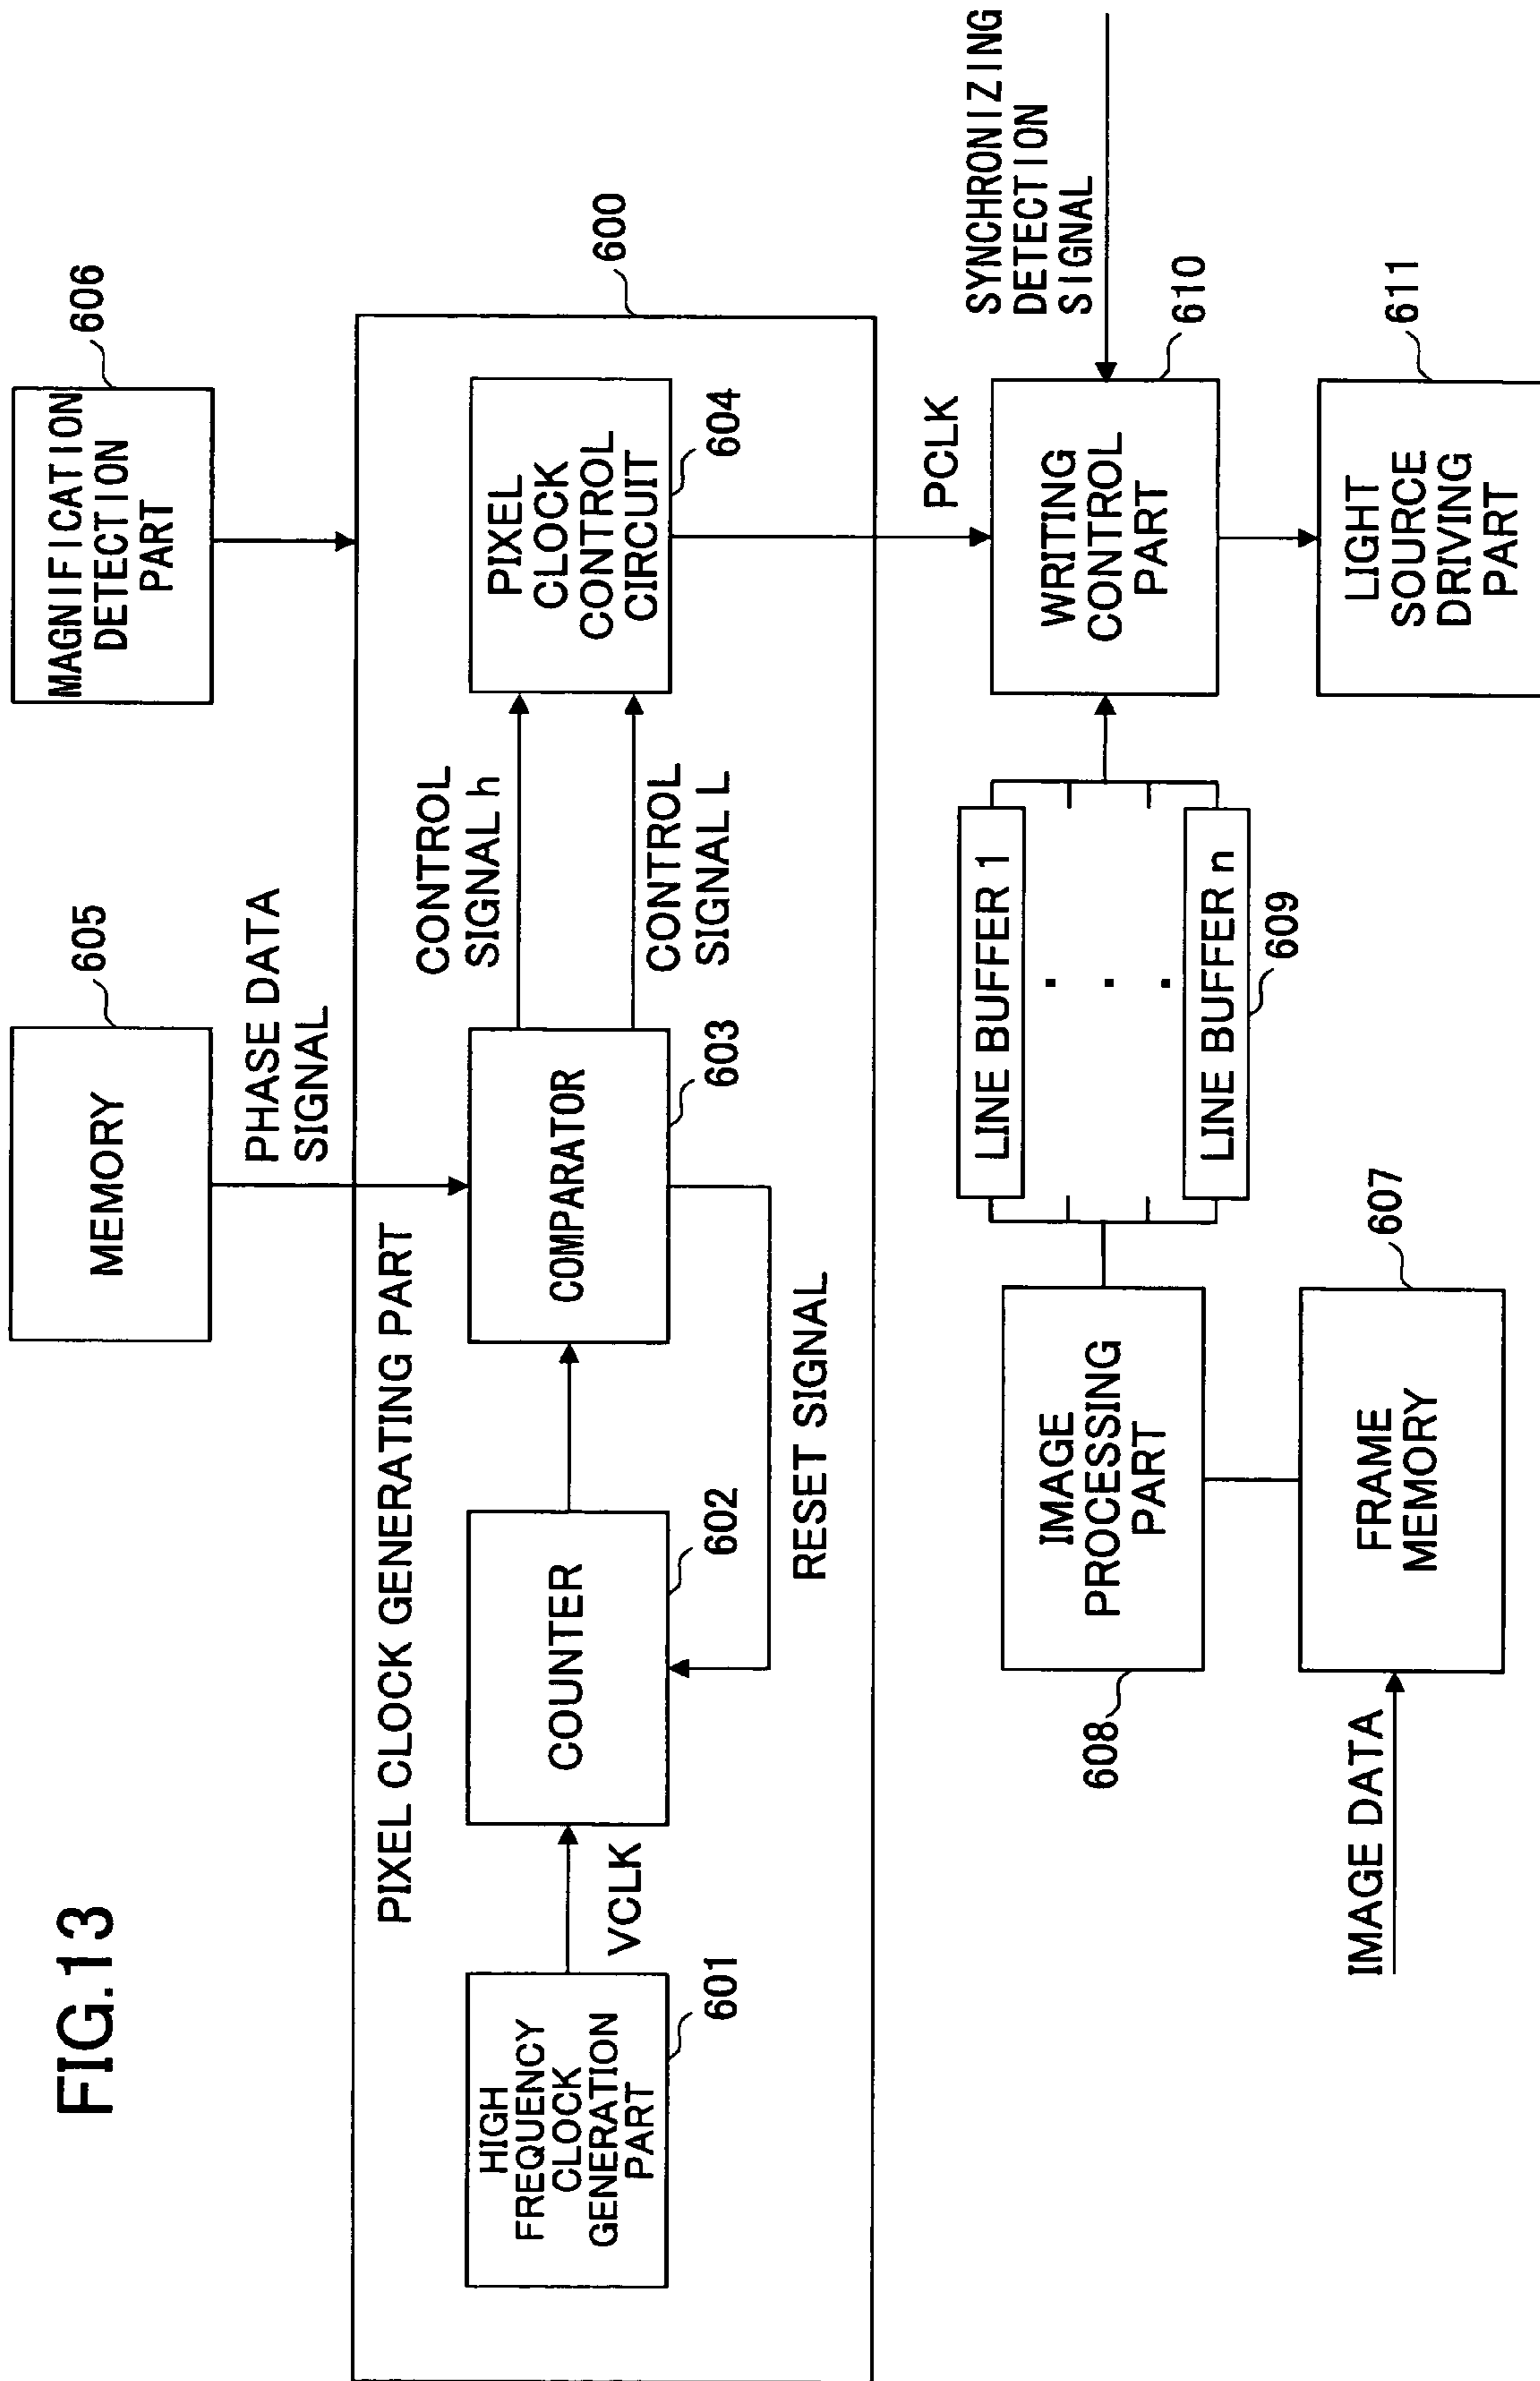 FIG.13
MEMORY
605
MAGNIFICATION
DETECTION
PART
606
PHASE DATA
SIGNAL
600
PIXEL CLOCK GENERATING PART
HIGH
FREQUENCY
CLOCK
GENERATION
PART
601
VCLK
COUNTER
602
COMPARATOR
603
RESET SIGNAL
CONTROL
SIGNAL h
CONTROL
SIGNAL L
PIXEL
CLOCK
CONTROL
CIRCUIT
604
PCLK
SYNCHRONIZING
DETECTION
SIGNAL
IMAGE
PROCESSING
PART
608
LINE BUFFER 1
LINE BUFFER n
609
WRITING
CONTROL
PART
610
IMAGE DATA
FRAME
MEMORY
607
LIGHT
SOURCE
DRIVING
PART
611